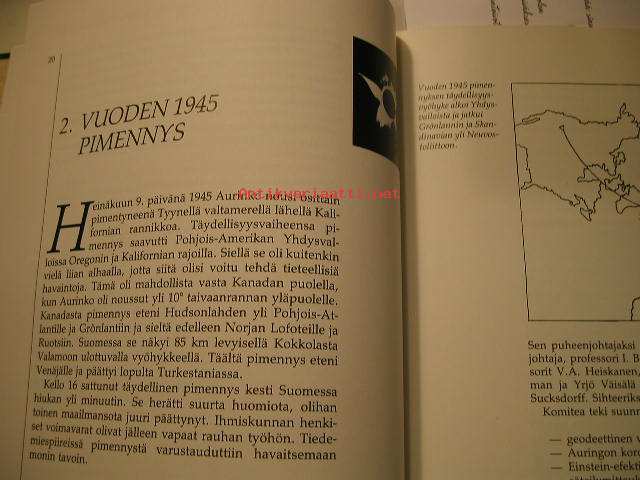 20
2. VUODEN 1945
PIMENNYS
Heinäkuun 9. päivänä 1945 Aurinko nousi osittain
pimentyneenä Tyynellä valtamerellä lähellä Kali-
fornian rannikkoa. Täydellisyysvaiheensa pi-
mennys saavutti Pohjois-Amerikan Yhdysval-
loissa Oregonin ja Kalifornian rajoilla. Siellä se oli kuitenkin
vielä liian alhaalla, jotta siitä olisi voitu tehdä tieteellisiä
havaintoja. Tämä oli mahdollista vasta Kanadan puolella,
kun Aurinko oli noussut yli 10° taivaanrannan yläpuolelle.
Kanadasta pimennys eteni Hudsonlahden yli Pohjois-At-
lantille ja Grönlantiin ja sieltä edelleen Norjan Lofoteille ja
Ruotsiin. Suomessa se näkyi 85 km levyisellä Kokkolasta
Valamoon ulottuvalla vyöhykkeellä. Täältä pimennys eteni
Venäjälle ja päättyi lopulta Turkestaniassa.
Kello 16 sattunut täydellinen pimennys kesti Suomessa
hiukan yli minuutin. Se herätti suurta huomiota, olihan
toinen maailmansota juuri päättynyt. Ihmiskunnan henki-
set voimavarat olivat jälleen vapaat rauhan työhön. Tiede-
miespiireissä pimennystä varustauduttiin havaitsemaan
monin tavoin.
Antikvariaatti.net
Vuoden 1945 pimen-
nyksen täydellisyys-
vyöhyke alkoi Yhdys-
valloista ja jatkui
Grönlannin ja Skan-
dinavian yli Neuvos-
toliittoon.
Sen puheenjohtajaksi
johtaja, professori I. B
sorit V.A. Heiskanen,
man ja Yrjö Väisälä
Sucksdorff. Sihteeriks
Komitea teki suunn
— geodeettinen v
— Auringon koro
— Einstein-efekti